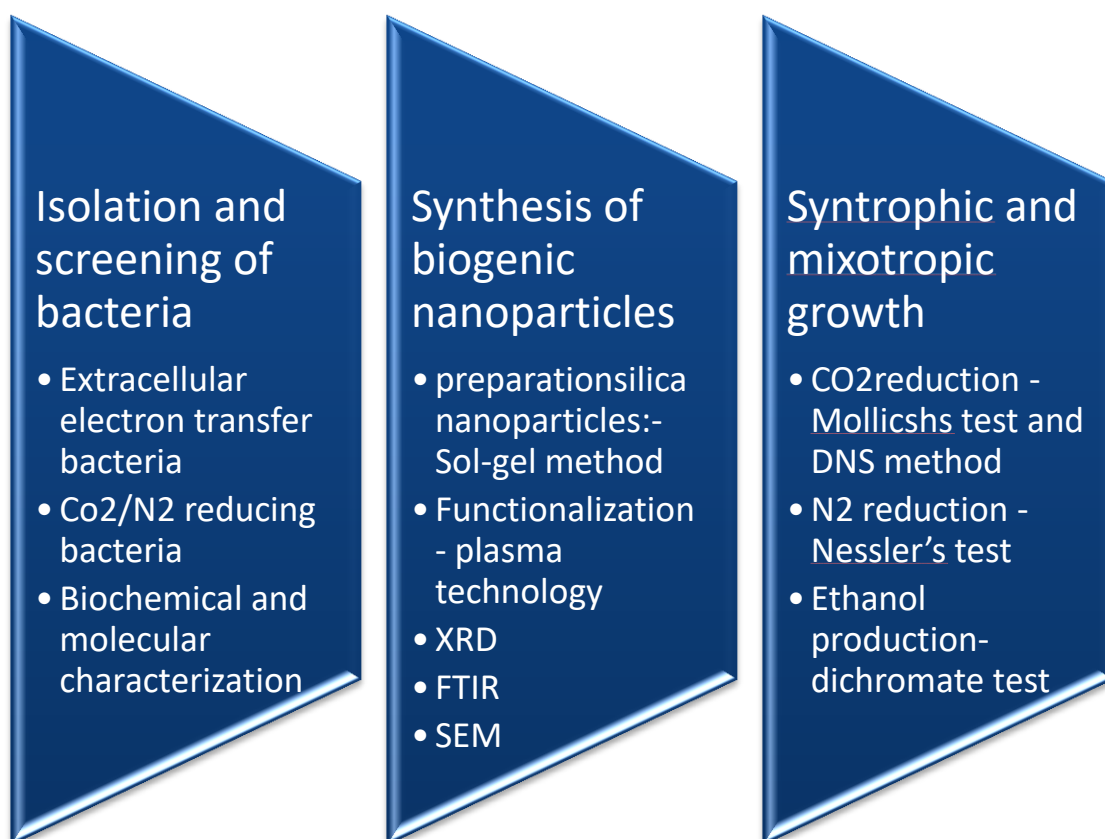 Isolation and
screening of
bacteria
• Extracellular
electron transfer
bacteria
• Co2/N2 reducing
bacteria
• Biochemical and
molecular
characterization
Synthesis of
biogenic
nanoparticles
• preparationsilica
nanoparticles:-
Sol-gel method
• Functionalization
- plasma
technology
• XRD
• FTIR
• SEM
Syntrophic and
mixotropic
growth
• CO2reduction -
Mollicshs test and
DNS method
• N2 reduction -
Nessler’s test
• Ethanol
production-
dichromate test